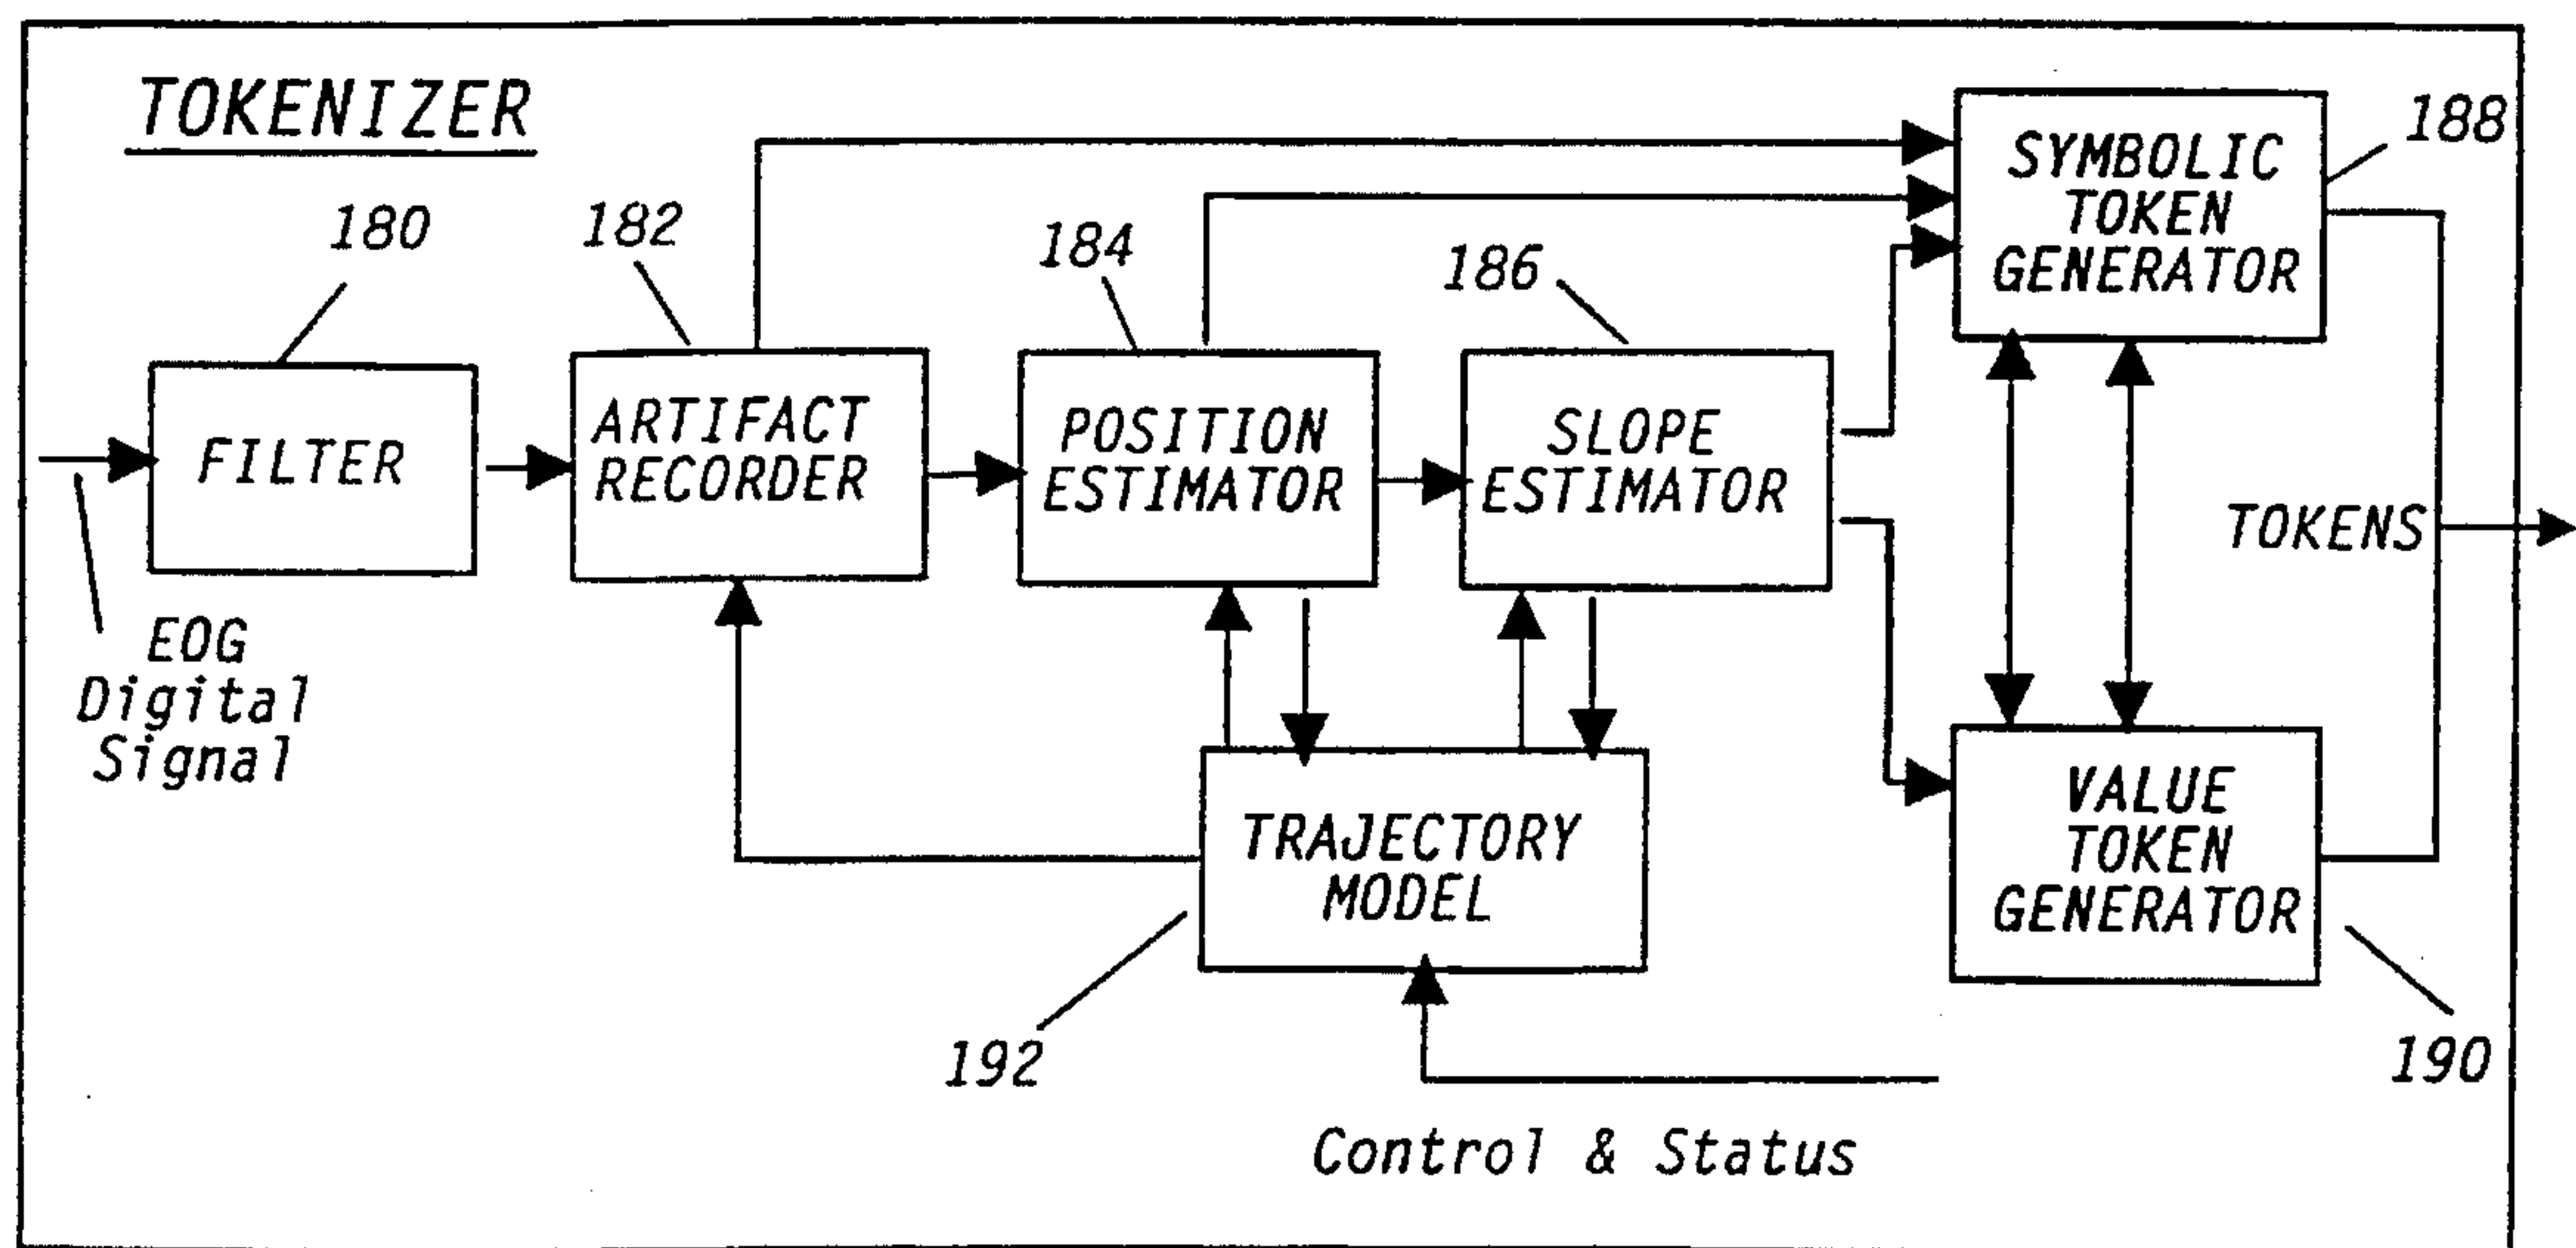 TOKENIZER
180
182
184
186
188
SYMBOLIC
TOKEN
GENERATOR
FILTER
ARTIFACT
RECORDER
POSITION
ESTIMATOR
SLOPE
ESTIMATOR
TOKENS
EOG
Digital
Signal
TRAJECTORY
MODEL
VALUE
TOKEN
GENERATOR
192
190
Control & Status